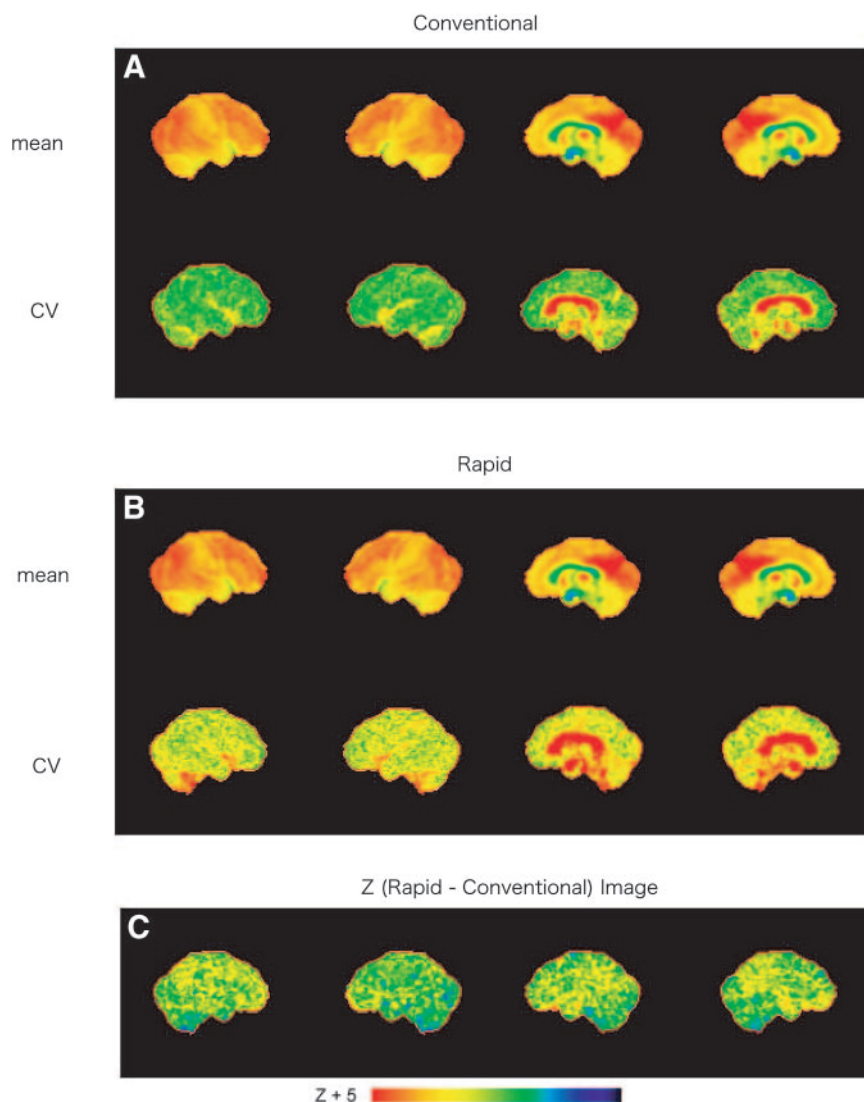 Conventional
A
mean
CV
Rapid
B
mean
CV
Z (Rapid - Conventional) Image
C
Z + 5